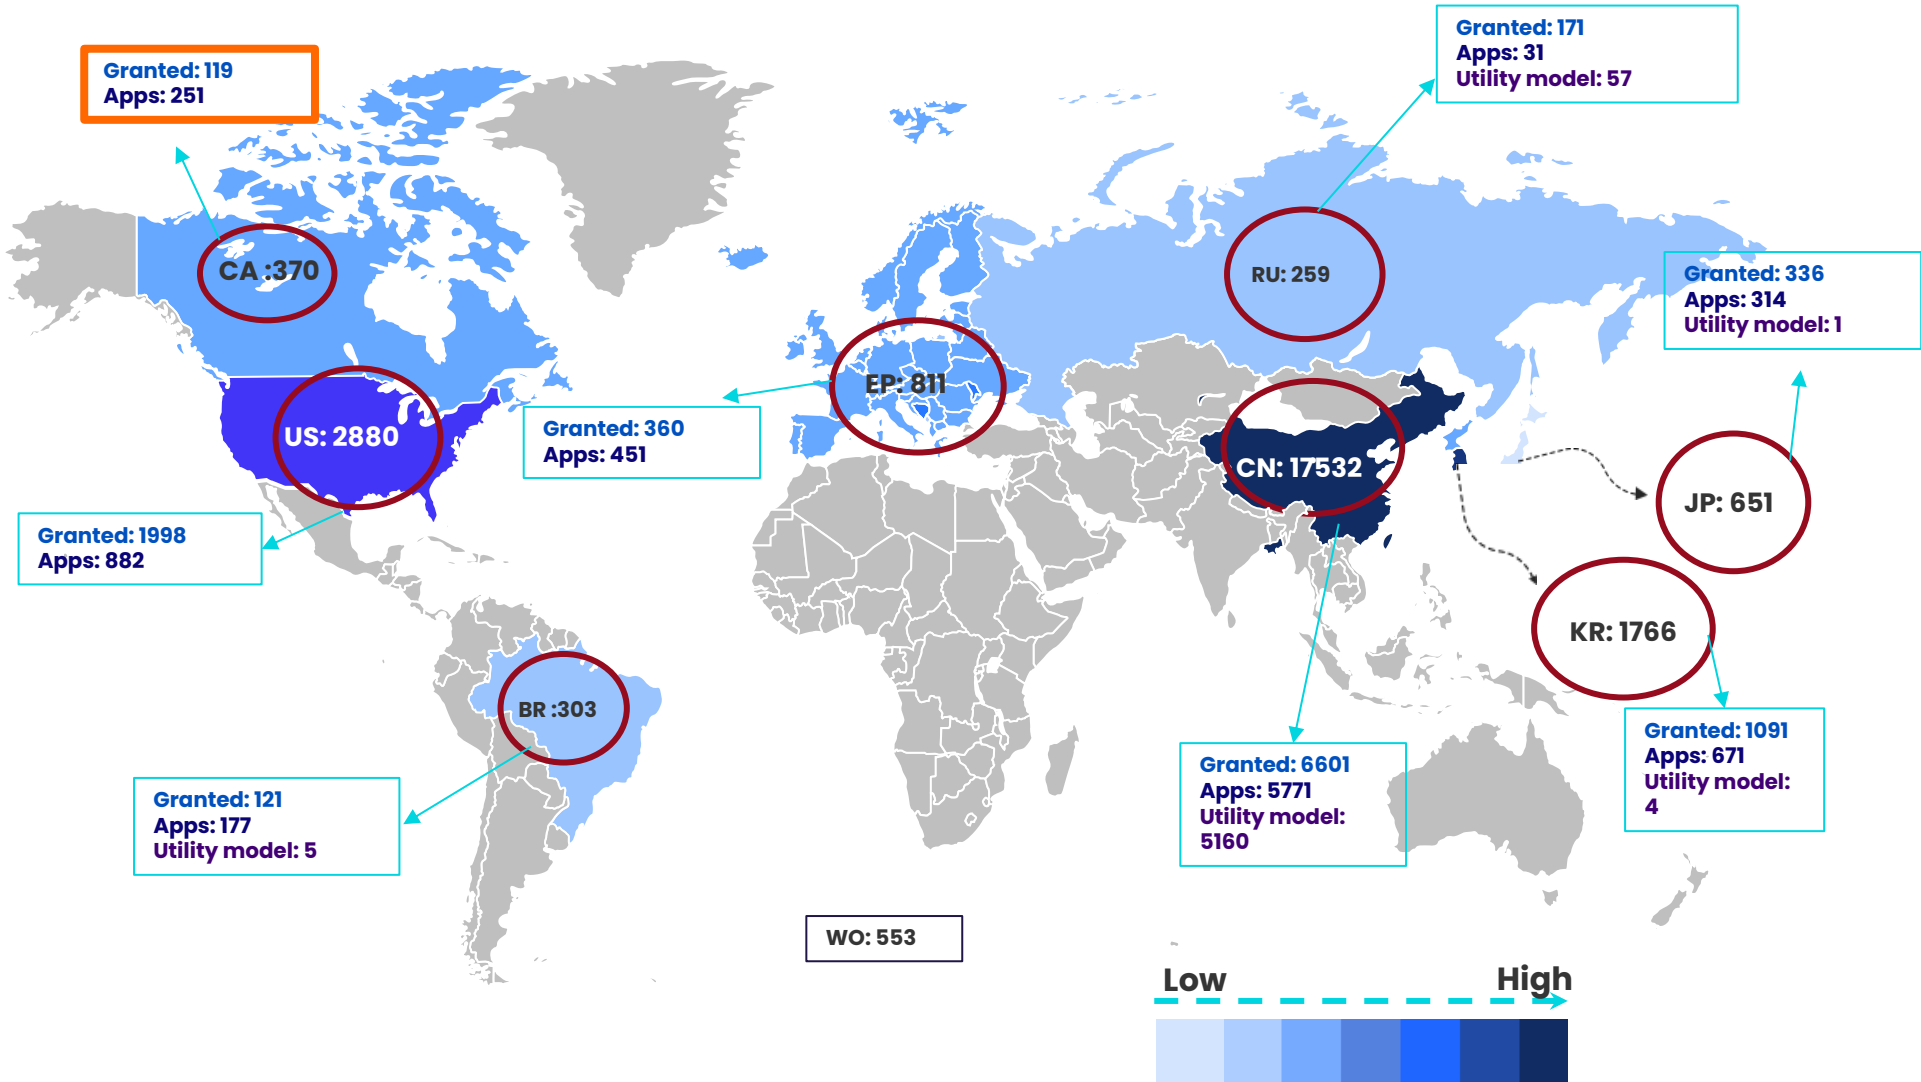 Granted: 171
Apps: 31
Utility model: 57
Granted: 119
Apps: 251
CA :370
RU: 259
Granted: 336
Apps: 314
Utility model: 1
EP: 811
US: 2880
Granted: 360
Apps: 451
CN: 17532
JP: 651
Granted: 1998
Apps: 882
KR: 1766
BR :303
Granted: 1091
Apps: 671
Utility model:
4
Granted: 6601
Apps: 5771
Utility model:
5160
Granted: 121
Apps: 177
Utility model: 5
WO: 553
Low
High